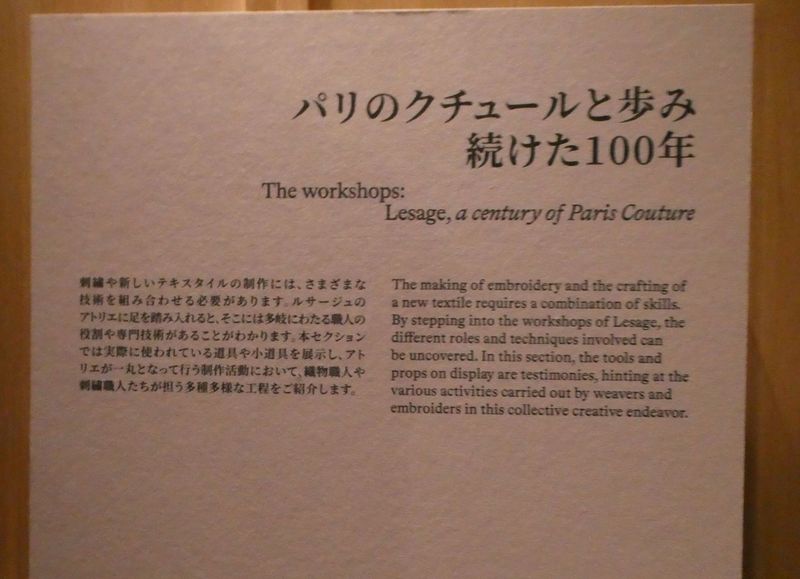 パリのクチュールと歩み
続けた100年
The workshops:
Lesage, a century of Paris Couture
刺繍や新しいテキスタイルの制作には、さまざまな
技術を組み合わせる必要があります。ルサージュの
アトリエに足を踏み入れると、そこには多岐にわたる職人の
役割や専門技術があることがわかります。本セクション
では実際に使われている道具や小道具を展示し、アト
リエが一丸となって行う制作活動において、織物職人や
刺繍職人たちが担う多種多様な工程をご紹介します。
The making of embroidery and the crafting of
a new textile requires a combination of skills.
By stepping into the workshops of Lesage, the
different roles and techniques involved can
be uncovered. In this section, the tools and
props on display are testimonies, hinting at the
various activities carried out by weavers and
embroiders in this collective creative endeavor.